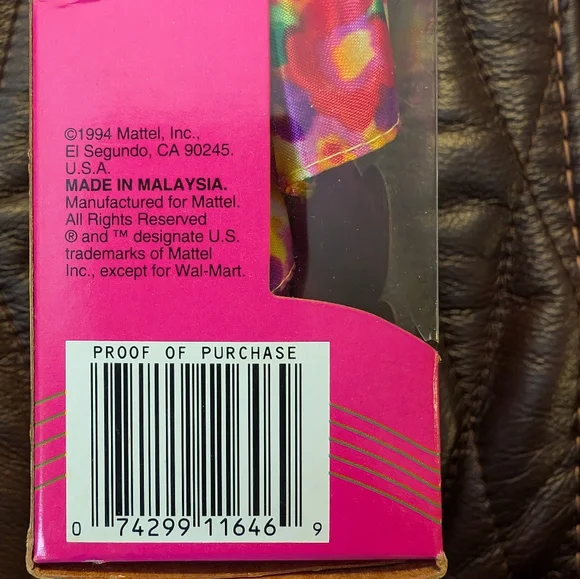 ©1994 Mattel, Inc.,
El Segundo, CA 90245.
U.S.A.
MADE IN MALAYSIA.
Manufactured for Mattel.
All Rights Reserved
® and ™ designate U.S.
trademarks of Mattel
Inc., except for Wal-Mart.
PROOF OF PURCHASE
0 74299 11646 9